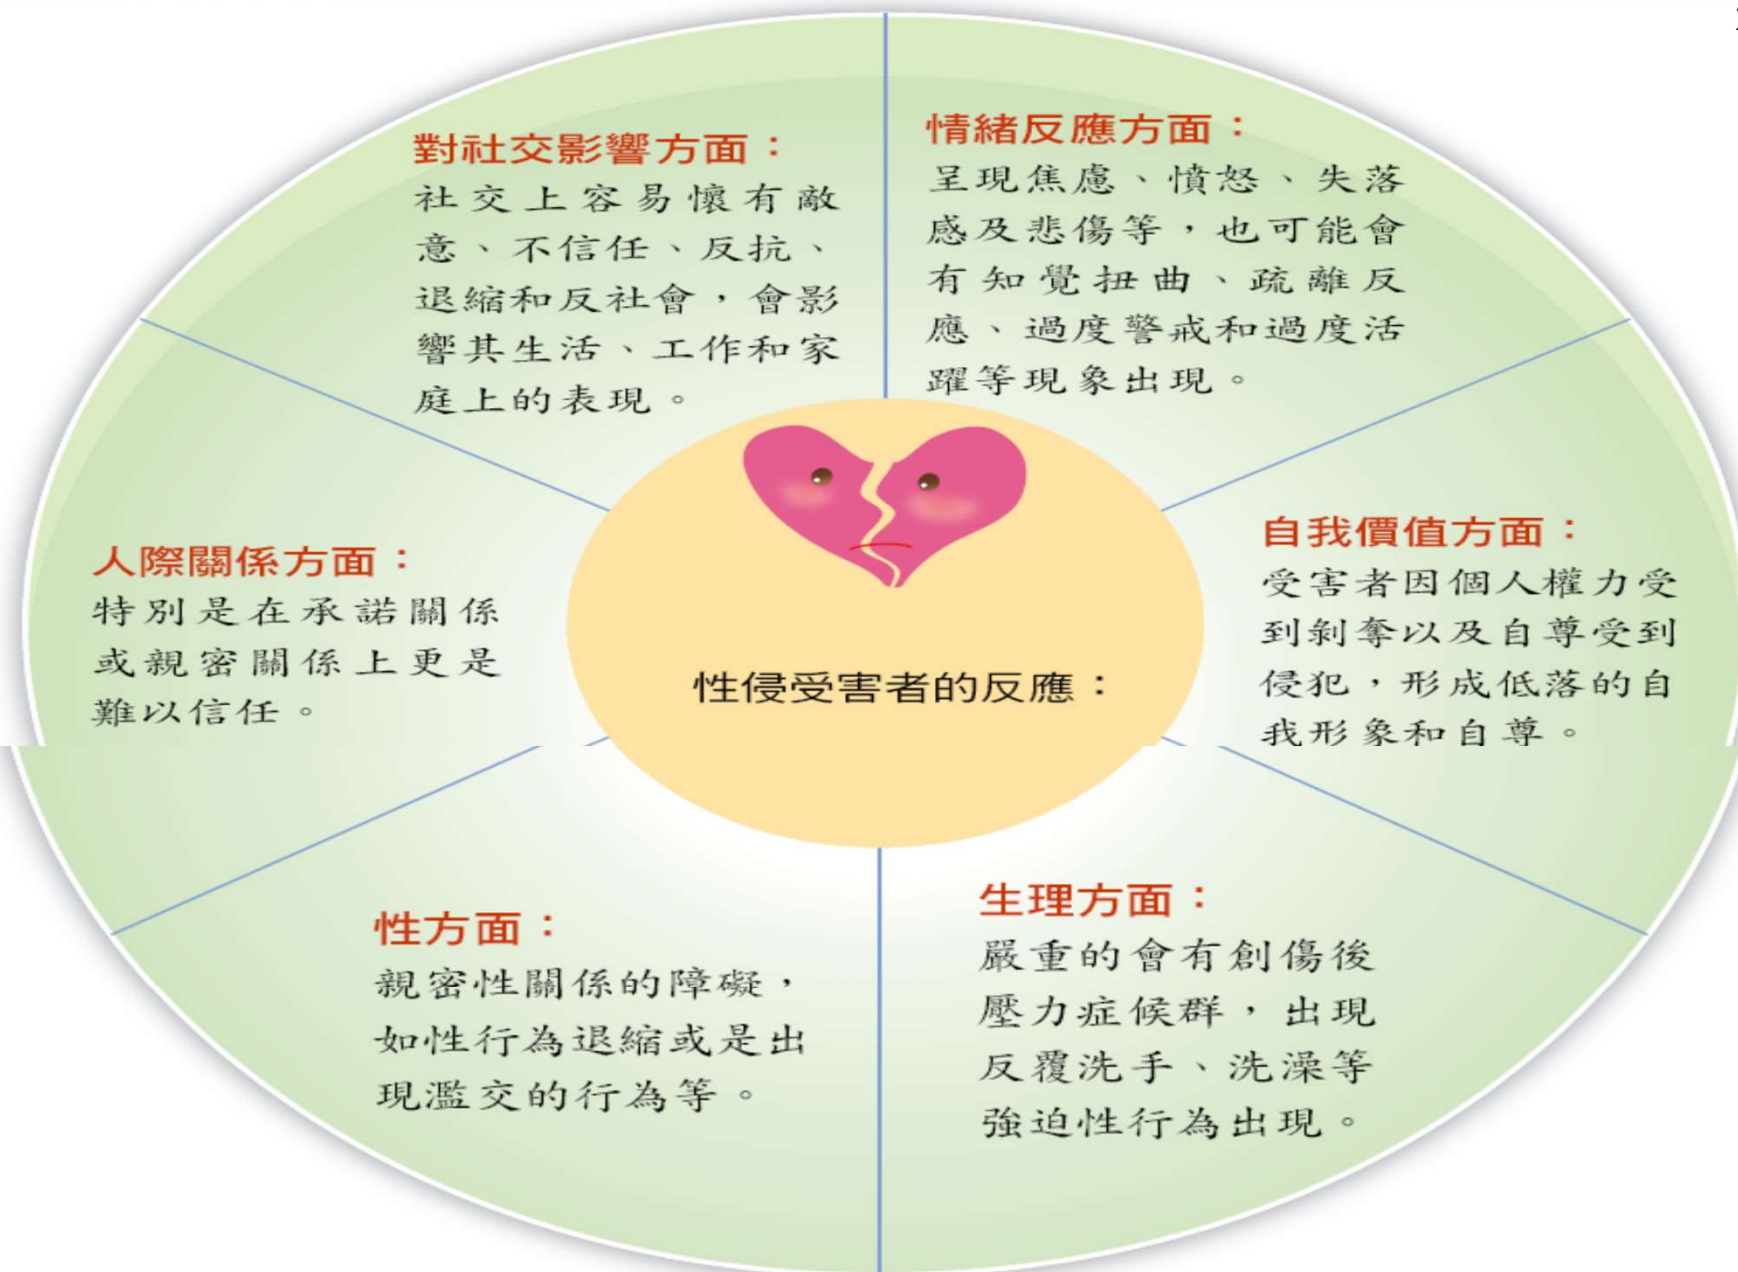 對社交影響方面：
社交上容易懷有敵
意、不信任、反抗、
退縮和反社會，會影
響其生活、工作和家
庭上的表現。
情緒反應方面：
呈現焦慮、憤怒、失落
感及悲傷等，也可能會
有知覺扭曲、疏離反
應、過度警戒和過度活
躍等現象出現。
人際關係方面：
特別是在承諾關係
或親密關係上更是
難以信任。
性侵受害者的反應：
自我價值方面：
受害者因個人權力受
到剝奪以及自尊受到
侵犯，形成低落的自
我形象和自尊。
性方面：
親密性關係的障礙，
如性行為退縮或是出
現濫交的行為等。
生理方面：
嚴重的會有創傷後
壓力症候群，出現
反覆洗手、洗澡等
強迫性行為出現。